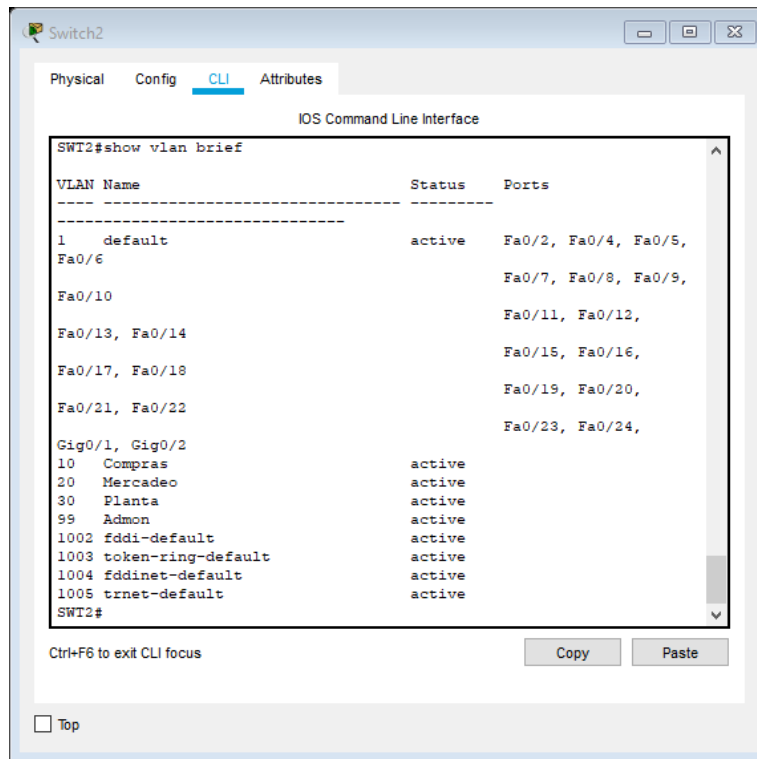 Switch2
Physical Config CLI Attributes
IOS Command Line Interface
SWT2#show vlan brief
VLAN Name Status Ports
---- -------------------------------- ---------
-------------------------------
1 default active Fa0/2, Fa0/4, Fa0/5,
Fa0/6
Fa0/7, Fa0/8, Fa0/9,
Fa0/10
Fa0/11, Fa0/12,
Fa0/13, Fa0/14
Fa0/15, Fa0/16,
Fa0/17, Fa0/18
Fa0/19, Fa0/20,
Fa0/21, Fa0/22
Fa0/23, Fa0/24,
Gig0/1, Gig0/2
10 Compras active
20 Mercadeo active
30 Planta active
99 Admon active
1002 fddi-default active
1003 token-ring-default active
1004 fddinet-default active
1005 trnet-default active
SWT2#
Ctrl+F6 to exit CLI focus
Copy Paste
Top